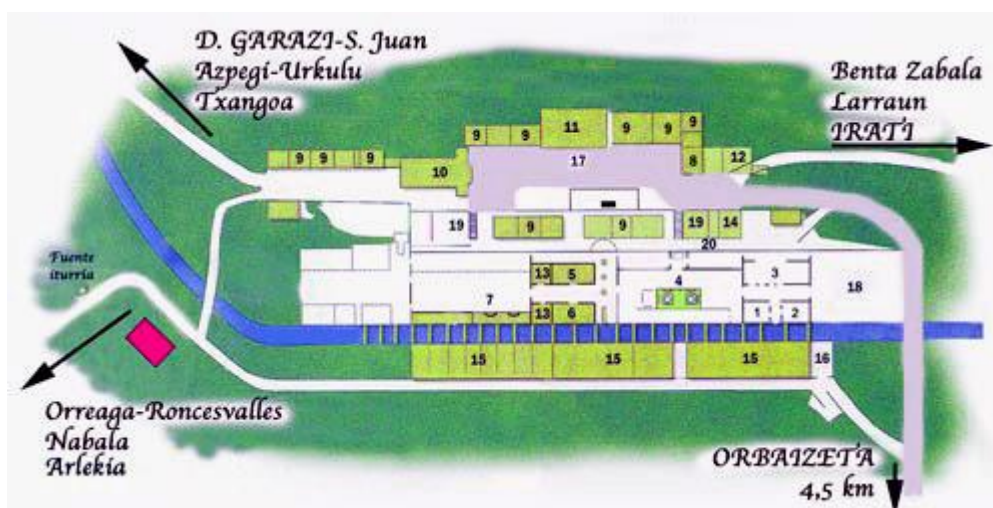 D. GARAZI-S. Juan
Azpegi-Urkulu
Txangoa
Benta Zabala
Larraun
IRATI
9
9
11
9
9
9
9
9
9
10
17
8
12
19
9
9
19
14
20
Fuente
iturria
13
5
3
4
18
7
13
6
1
2
15
15
15
16
Orreaga-Roncesvalles
Nabala
Arlekia
ORBAIZETA
4,5 km